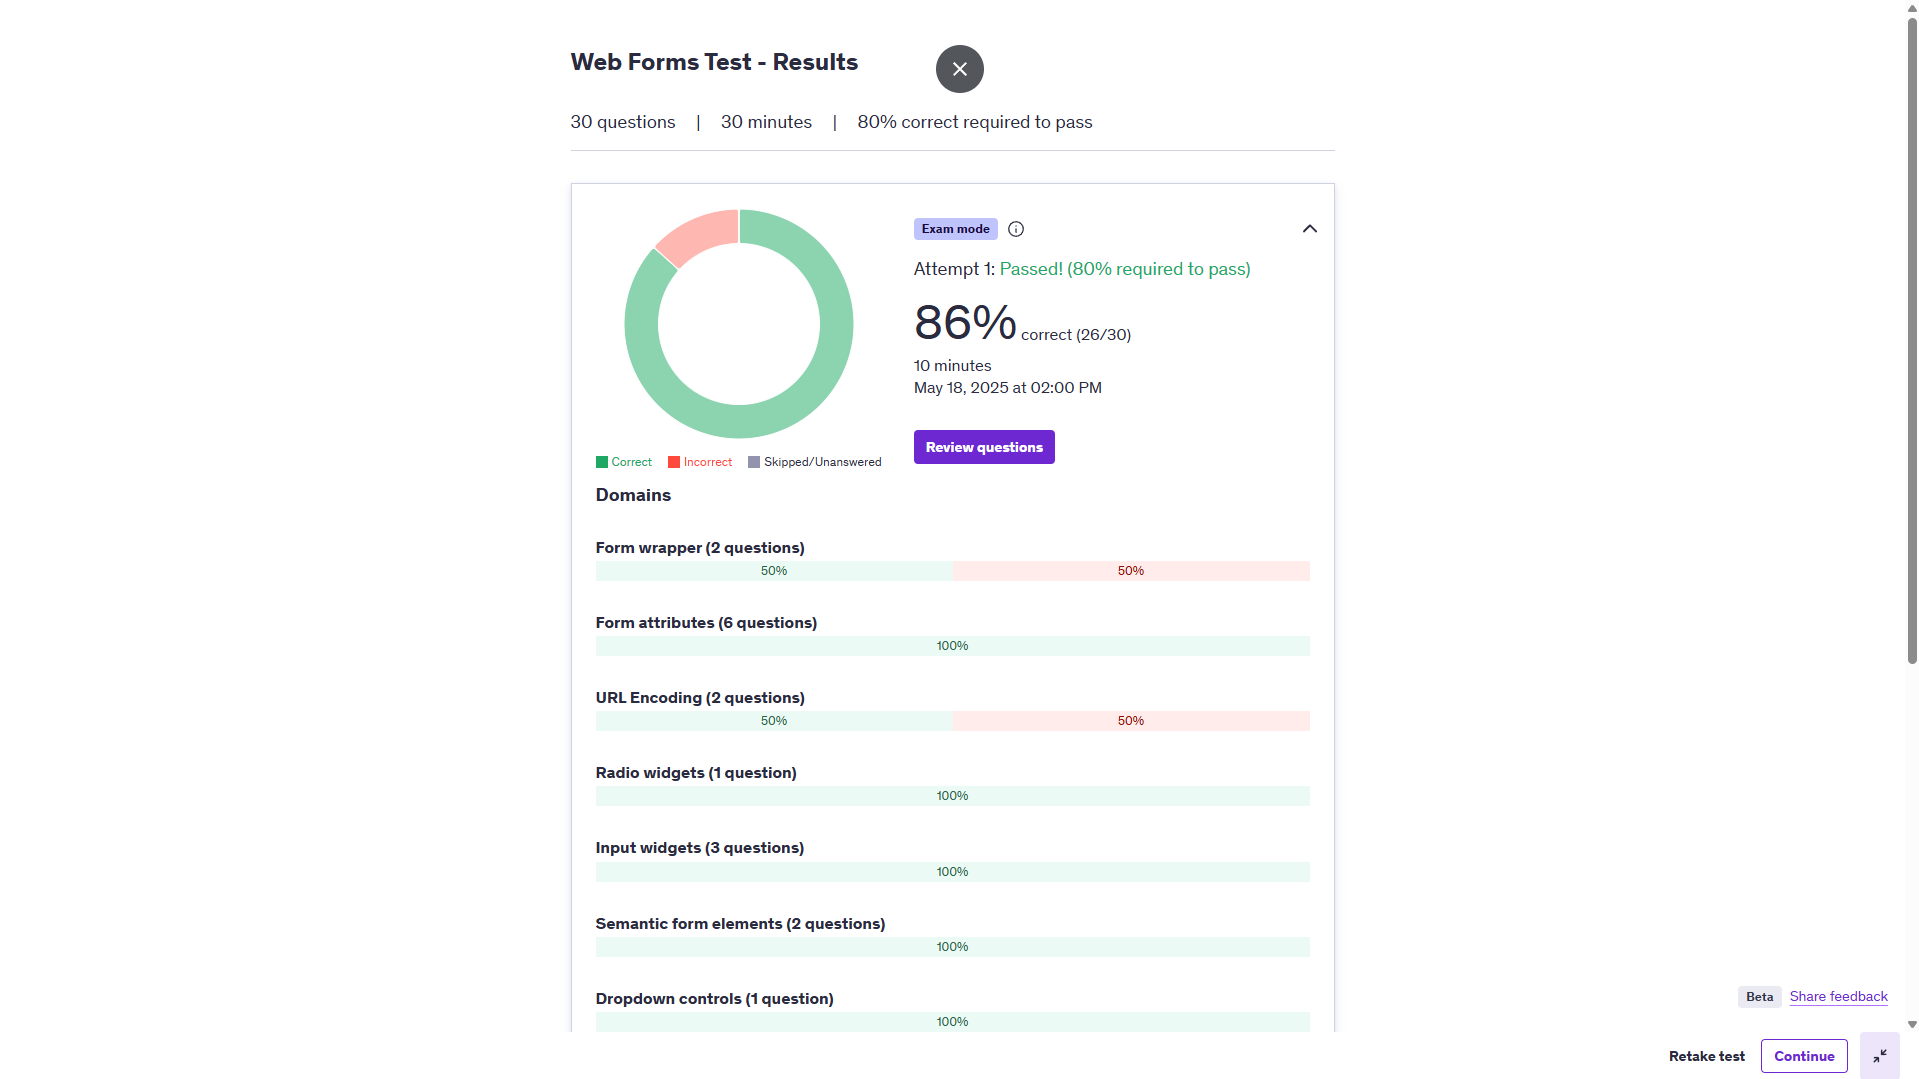 Web Forms Test - Results
30 questions | 30 minutes | 80% correct required to pass
Exam mode
Attempt 1: Passed! (80% required to pass)
86% correct (26/30)
10 minutes
May 18, 2025 at 02:00 PM
Review questions
Correct Incorrect Skipped/Unanswered
Domains
Form wrapper (2 questions)
50% 50%
Form attributes (6 questions)
100%
URL Encoding (2 questions)
50% 50%
Radio widgets (1 question)
100%
Input widgets (3 questions)
100%
Semantic form elements (2 questions)
100%
Dropdown controls (1 question)
100%
Beta Share feedback
Retake test Continue